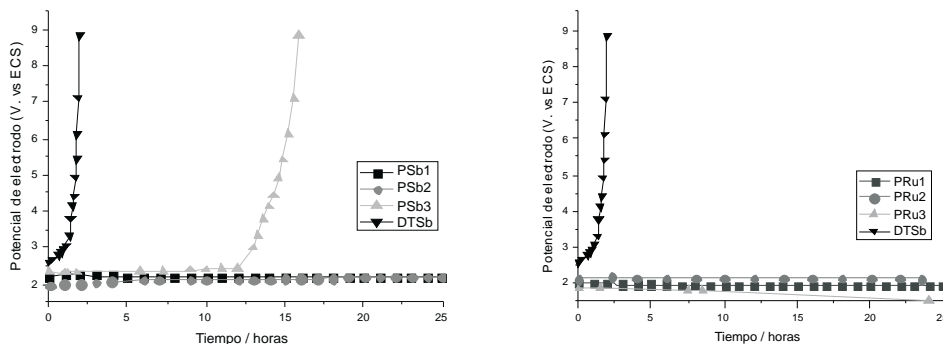 9
8
7
6
5
4
3
2
Potencial de electrodo (V. vs ECS)
0 5 10 15 20 25
Tiempo / horas
PSb1
PSb2
PSb3
DTSb
9
8
7
6
5
4
3
2
Potencial de electrodo (V. vs ECS)
0 5 10 15 20 25
Tiempo / horas
PRu1
PRu2
PRu3
DTSb